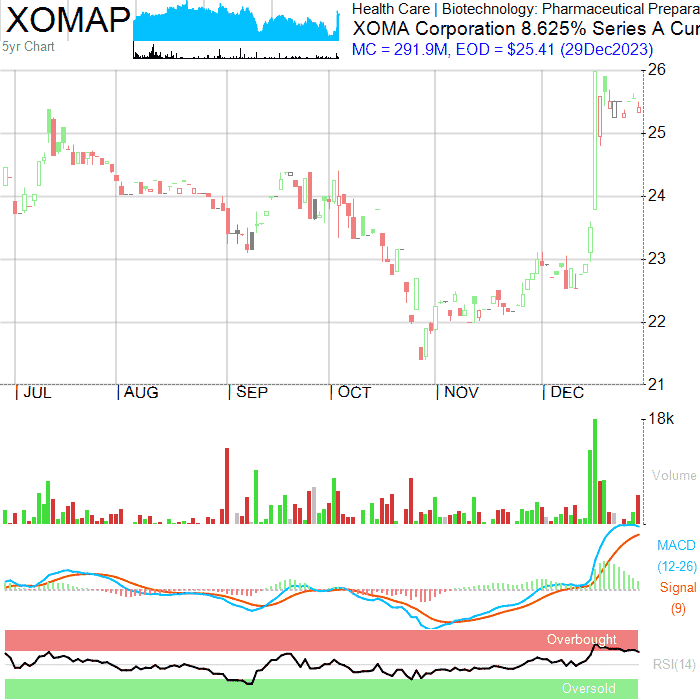 XOMAP
5yr Chart
Health Care | Biotechnology: Pharmaceutical Prepara
XOMA Corporation 8.625% Series A Cur
MC = 291.9M, EOD = $25.41 (29Dec2023)
26
25
24
23
22
21
|JUL |AUG |SEP |OCT |NOV |DEC
18k
Volume
MACD
(12-26)
Signal
(9)
Overbought
RSI(14)
Oversold